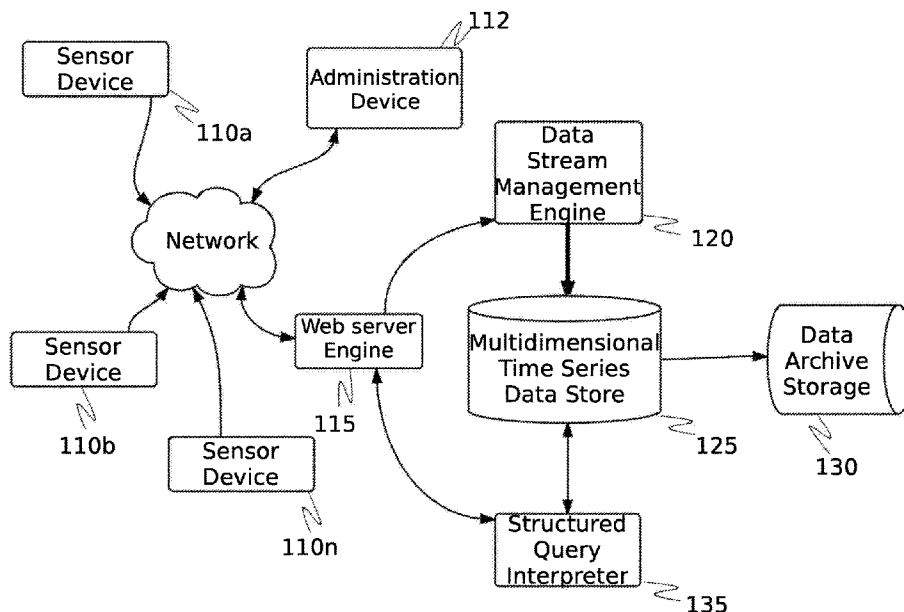 Sensor
Device
110a
112
Administration
Device
Data
Stream
Management
Engine
120
Network
Web server
Engine
115
Multidimensional
Time Series
Data Store
125
Data
Archive
Storage
130
Sensor
Device
110b
Sensor
Device
110n
Structured
Query
Interpreter
135